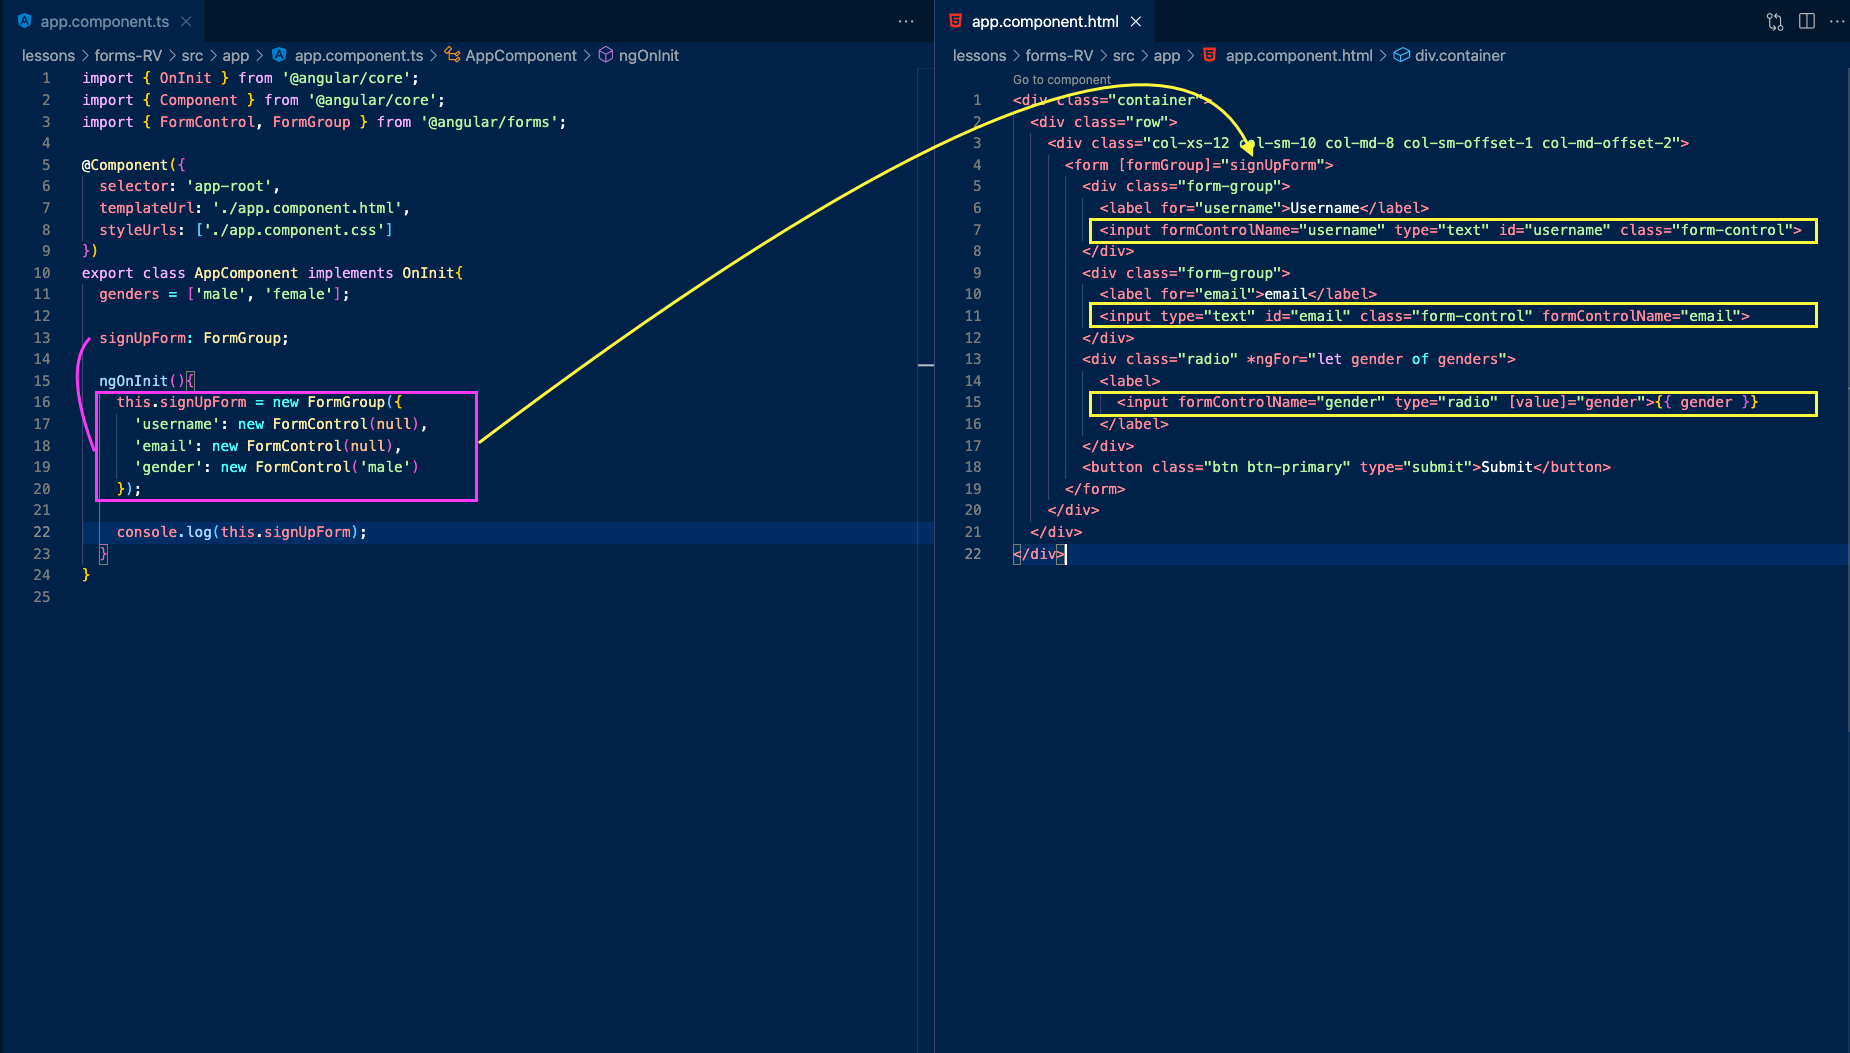 app.component.ts
lessons > forms-RV > src > app > app.component.ts > AppComponent > ngOnInit
1 import { OnInit } from '@angular/core';
2 import { Component } from '@angular/core';
3 import { FormControl, FormGroup } from '@angular/forms';
4
5 @Component({
6 selector: 'app-root',
7 templateUrl: './app.component.html',
8 styleUrls: ['./app.component.css']
9 })
10 export class AppComponent implements OnInit{
11 genders = ['male', 'female'];
12
13 signUpForm: FormGroup;
14
15 ngOnInit(){
16 this.signUpForm = new FormGroup({
17 'username': new FormControl(null),
18 'email': new FormControl(null),
19 'gender': new FormControl('male')
20 });
21
22 console.log(this.signUpForm);
23 }
24 }
25
app.component.html
lessons > forms-RV > src > app > app.component.html > div.container
Go to component
1 <div class="container">
2 <div class="row">
3 <div class="col-xs-12 col-sm-10 col-md-8 col-sm-offset-1 col-md-offset-2">
4 <form [formGroup]="signUpForm">
5 <div class="form-group">
6 <label for="username">Username</label>
7 <input formControlName="username" type="text" id="username" class="form-control">
8 </div>
9 <div class="form-group">
10 <label for="email">email</label>
11 <input type="text" id="email" class="form-control" formControlName="email">
12 </div>
13 <div class="radio" *ngFor="let gender of genders">
14 <label>
15 <input formControlName="gender" type="radio" [value]="gender">{{ gender }}
16 </label>
17 </div>
18 <button class="btn btn-primary" type="submit">Submit</button>
19 </form>
20 </div>
21 </div>
22 </div>